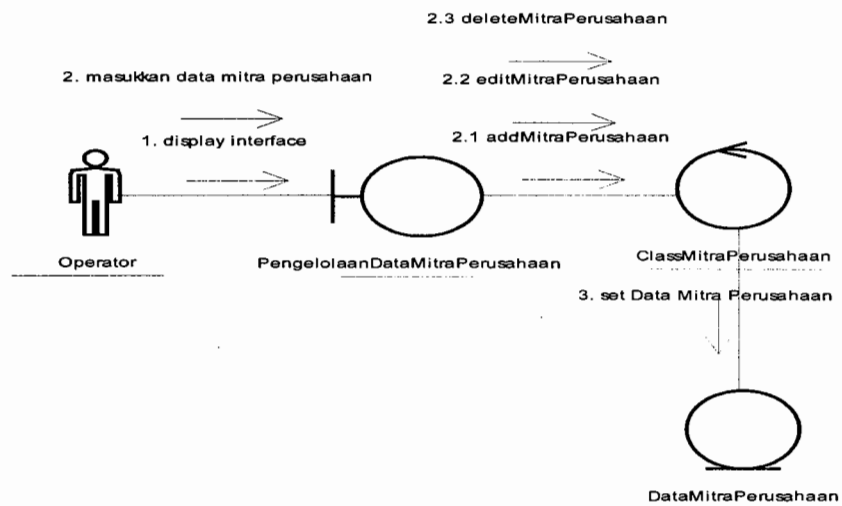 2.3 deleteMitraPerusahaan
2. masukkan data mitra perusahaan
2.2 editMitraPerusahaan
1. display interface
2.1 addMitraPerusahaan
Operator
PengelolaanDataMitraPerusahaan
ClassMitraPerusahaan
3. set Data Mitra Perusahaan
DataMitraPerusahaan